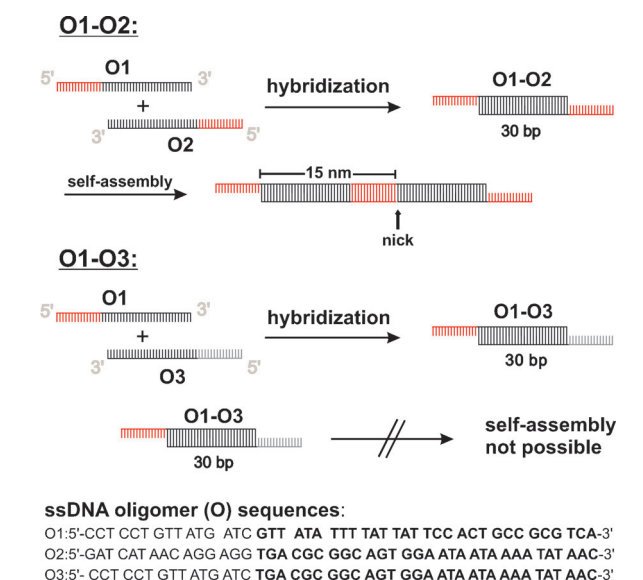 O1-O2:
5' O1 3'
+
3' O2 5'
hybridization
O1-O2
30 bp
self-assembly
15 nm
nick
O1-O3:
5' O1 3'
+
3' O3 5'
hybridization
O1-O3
30 bp
O1-O3
30 bp
self-assembly
not possible
ssDNA oligomer (O) sequences:
O1:5'-CCT CCT GTT ATG ATC GTT ATA TTT TAT TAT TCC ACT GCC GCG TCA-3'
O2:5'-GAT CAT AAC AGG AGG TGA CGC GGC AGT GGA ATA ATA AAA TAT AAC-3'
O3:5'- CCT CCT GTT ATG ATC TGA CGC GGC AGT GGA ATA ATA AAA TAT AAC-3'